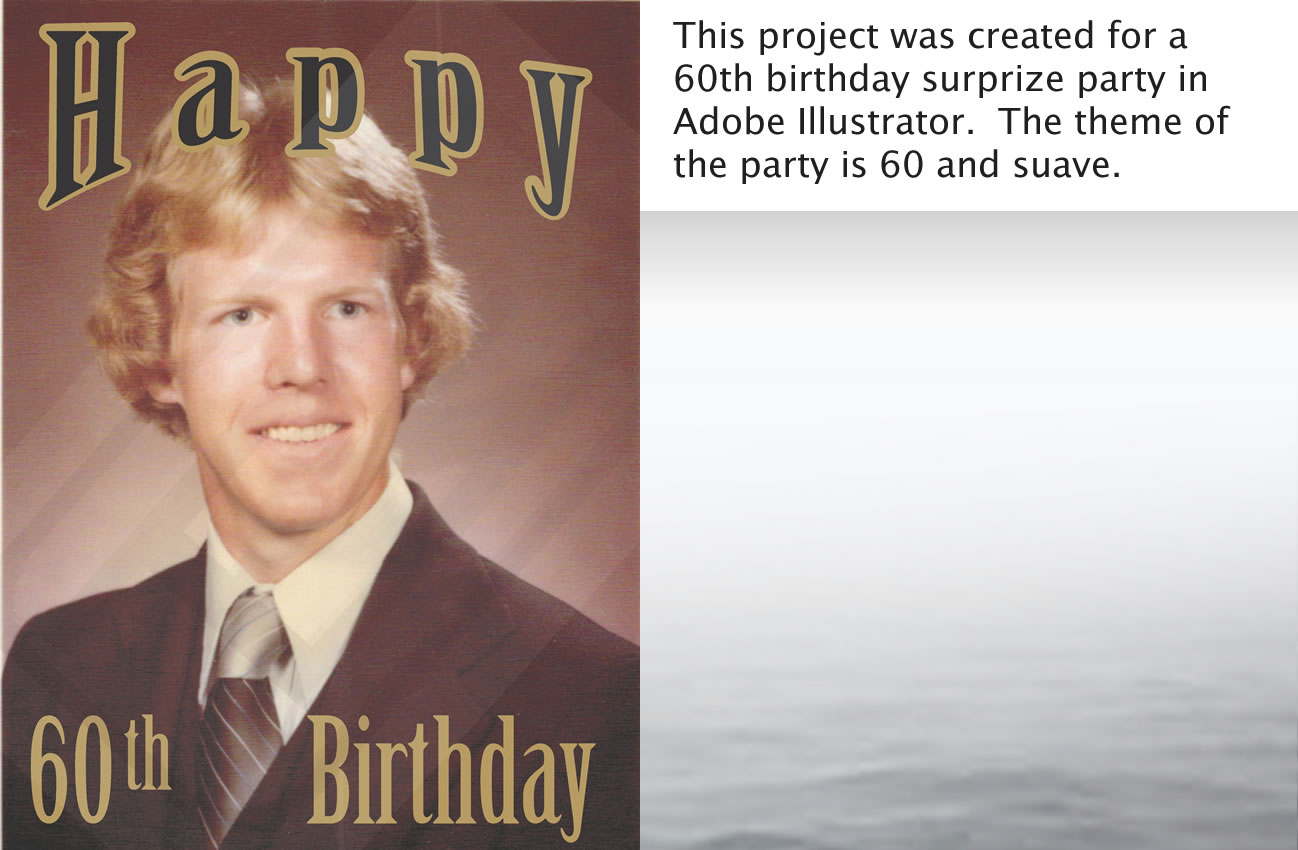 Happy
60th Birthday
This project was created for a
60th birthday surprize party in
Adobe Illustrator.  The theme of
the party is 60 and suave.